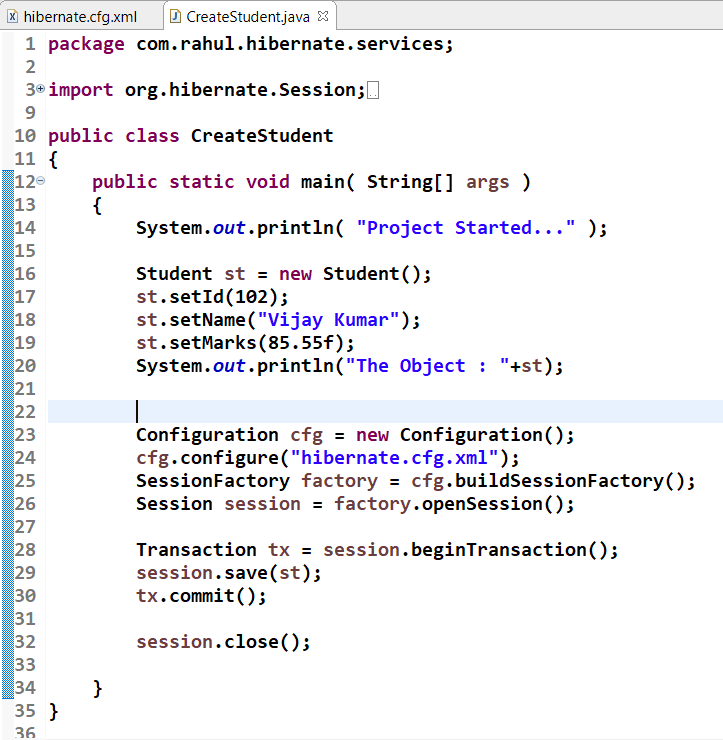 hibernate.cfg.xml CreateStudent.java
1 package com.rahul.hibernate.services;
2
3 import org.hibernate.Session;
9
10 public class CreateStudent
11 {
12 public static void main( String[] args )
13 {
14 System.out.println( "Project Started..." );
15
16 Student st = new Student();
17 st.setId(102);
18 st.setName("Vijay Kumar");
19 st.setMarks(85.55f);
20 System.out.println("The Object : "+st);
21
22
23 Configuration cfg = new Configuration();
24 cfg.configure("hibernate.cfg.xml");
25 SessionFactory factory = cfg.buildSessionFactory();
26 Session session = factory.openSession();
27
28 Transaction tx = session.beginTransaction();
29 session.save(st);
30 tx.commit();
31
32 session.close();
33
34 }
35 }
36